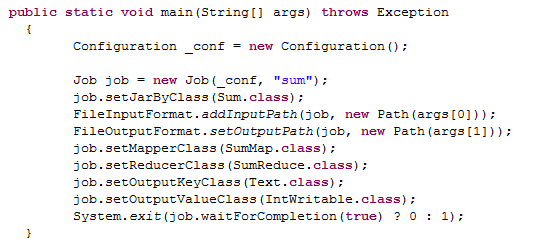 public static void main(String[] args) throws Exception
{
Configuration _conf = new Configuration();
Job job = new Job(_conf, "sum");
job.setJarByClass(Sum.class);
FileInputFormat.addInputPath(job, new Path(args[0]));
FileOutputFormat.setOutputPath(job, new Path(args[1]));
job.setMapperClass(SumMap.class);
job.setReducerClass(SumReduce.class);
job.setOutputKeyClass(Text.class);
job.setOutputValueClass(IntWritable.class);
System.exit(job.waitForCompletion(true) ? 0 : 1);
}